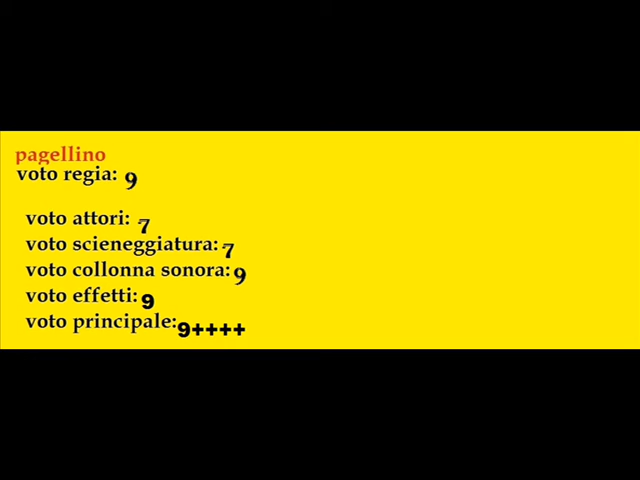 pagellino
voto regia: 9
voto attori: 7
voto scieneggiatura: 7
voto collonna sonora: 9
voto effetti: 9
voto principale: 9++++